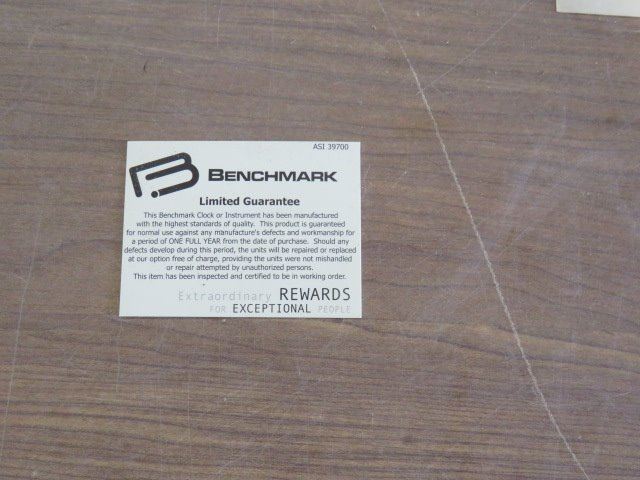 ASI 39700
BENCHMARK
Limited Guarantee
This Benchmark Clock or Instrument has been manufactured
with the highest standards of quality. This product is guaranteed
for normal use against any manufacture's defects and workmanship for
a period of ONE FULL YEAR from the date of purchase. Should any
defects develop during this period, the units will be repaired or replaced
at our option free of charge, providing the units were not mishandled
or repair attempted by unauthorized persons.
This item has been inspected and certified to be in working order.
Extraordinary REWARDS
FOR EXCEPTIONAL PEOPLE